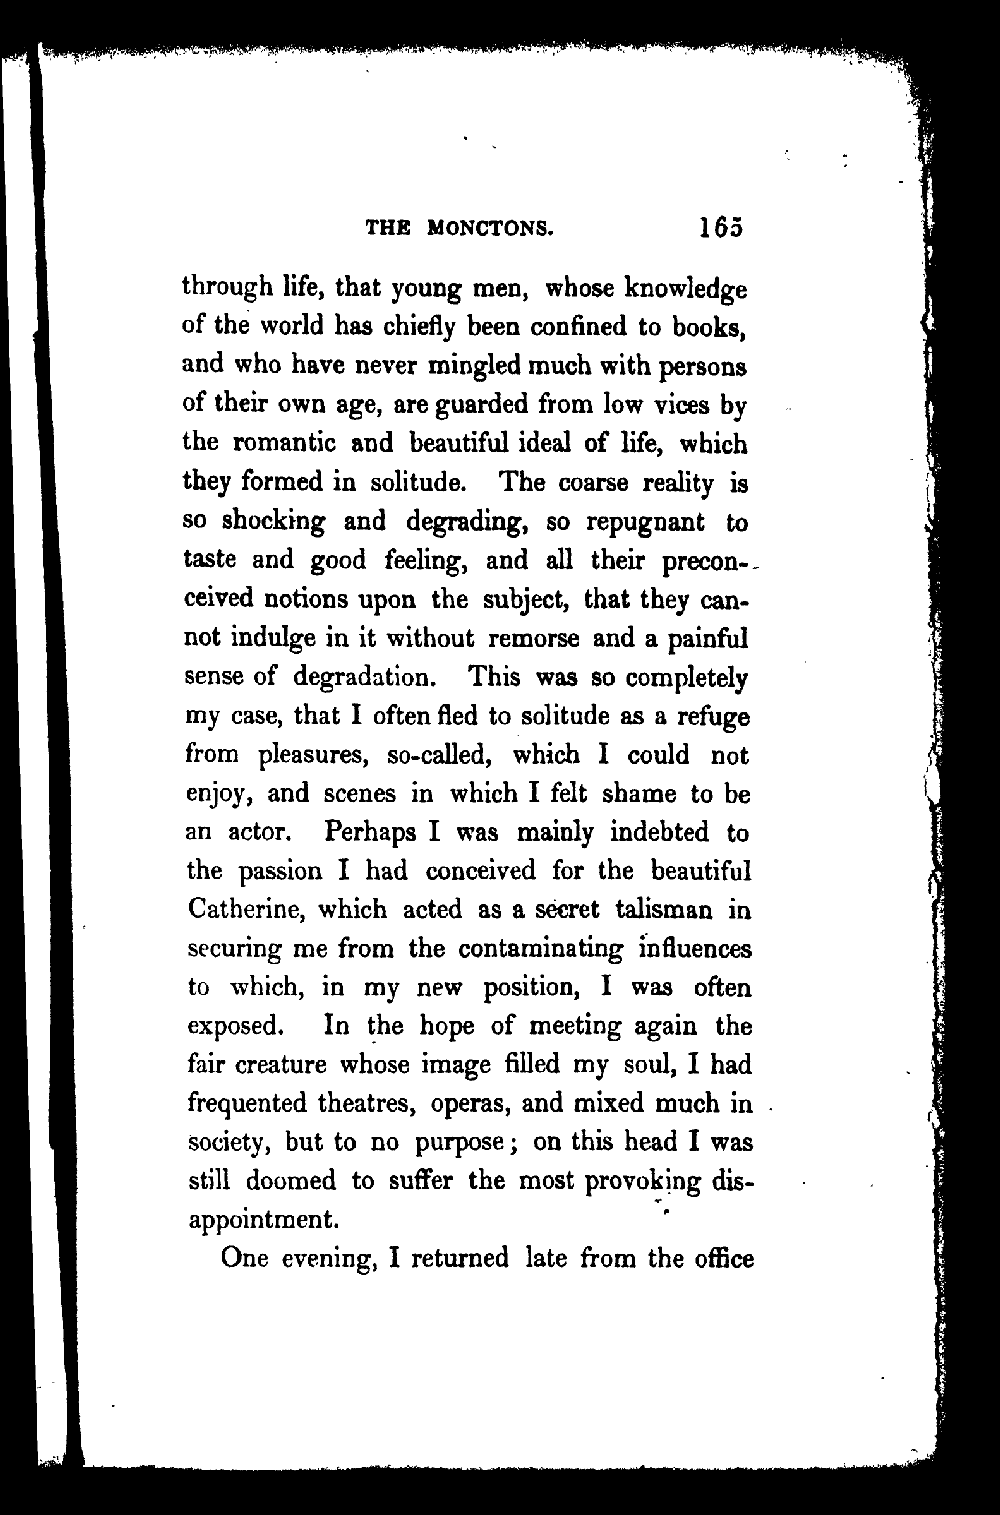 THE MONCTONS. 165
through life, that young men, whose knowledge
of the world has chiefly been confined to books,
and who have never mingled much with persons
of their own age, are guarded from low vices by
the romantic and beautiful ideal of life, which
they formed in solitude. The coarse reality is
so shocking and degrading, so repugnant to
taste and good feeling, and all their precon-
ceived notions upon the subject, that they can-
not indulge in it without remorse and a painful
sense of degradation. This was so completely
my case, that I often fled to solitude as a refuge
from pleasures, so-called, which I could not
enjoy, and scenes in which I felt shame to be
an actor. Perhaps I was mainly indebted to
the passion I had conceived for the beautiful
Catherine, which acted as a secret talisman in
securing me from the contaminating influences
to which, in my new position, I was often
exposed. In the hope of meeting again the
fair creature whose image filled my soul, I had
frequented theatres, operas, and mixed much in
society, but to no purpose; on this head I was
still doomed to suffer the most provoking dis-
appointment.
One evening, I returned late from the office